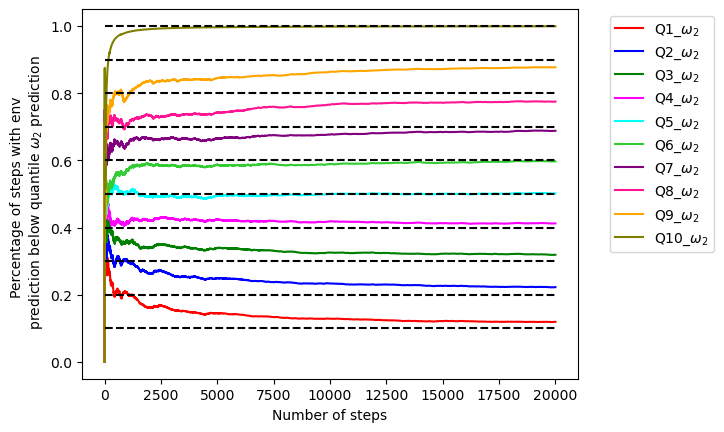 Percentage of steps with env
prediction below quantile ω₂ prediction
1.0
0.8
0.6
0.4
0.2
0.0
0 2500 5000 7500 10000 12500 15000 17500 20000
Number of steps
Q1_ω₂
Q2_ω₂
Q3_ω₂
Q4_ω₂
Q5_ω₂
Q6_ω₂
Q7_ω₂
Q8_ω₂
Q9_ω₂
Q10_ω₂